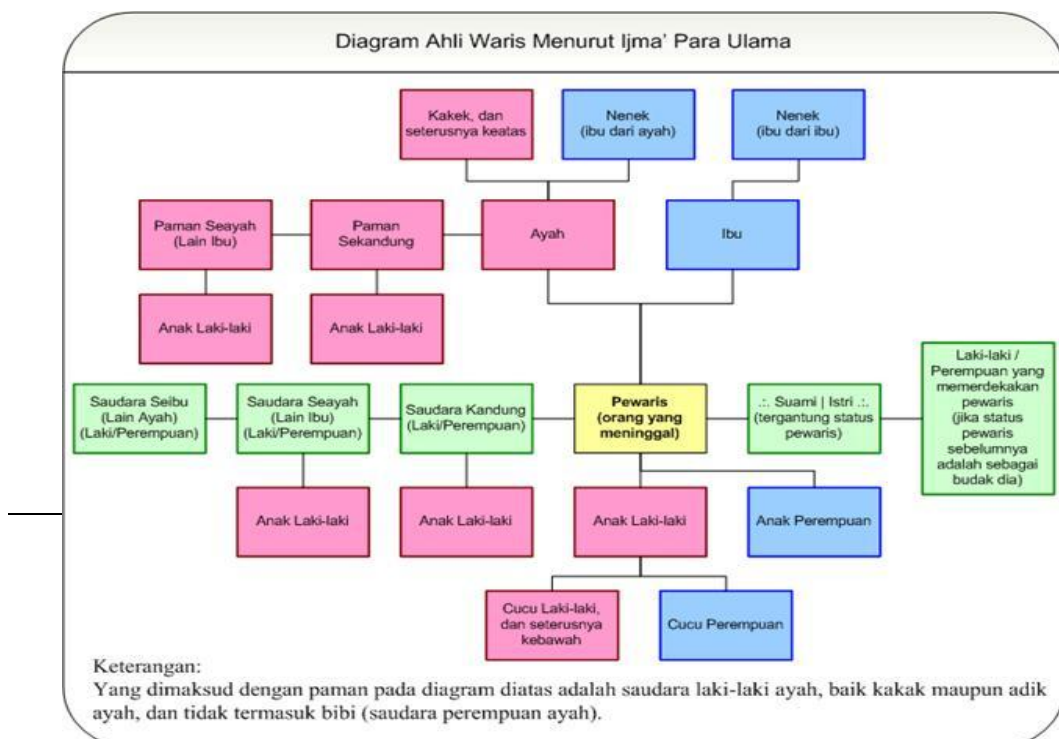 Diagram Ahli Waris Menurut Ijma' Para Ulama
Kakek, dan
seterusnya keatas
Nenek
(ibu dari ayah)
Nenek
(ibu dari ibu)
Paman Seayah
(Lain Ibu)
Paman
Sekandung
Ayah
Ibu
Anak Laki-laki
Anak Laki-laki
Saudara Seibu
(Lain Ayah)
(Laki/Perempuan)
Saudara Seayah
(Lain Ibu)
(Laki/Perempuan)
Saudara Kandung
(Laki/Perempuan)
Pewaris
(orang yang
meninggal)
.:. Suami | Istri .:.
(tergantung status
pewaris)
Laki-laki /
Perempuan yang
memerdekakan
pewaris
(jika status
pewaris
sebelumnya
adalah sebagai
budak dia)
Anak Laki-laki
Anak Laki-laki
Anak Laki-laki
Anak Perempuan
Cucu Laki-laki,
dan seterusnya
kebawah
Cucu Perempuan
Keterangan:
Yang dimaksud dengan paman pada diagram diatas adalah saudara laki-laki ayah, baik kakak maupun adik
ayah, dan tidak termasuk bibi (saudara perempuan ayah).